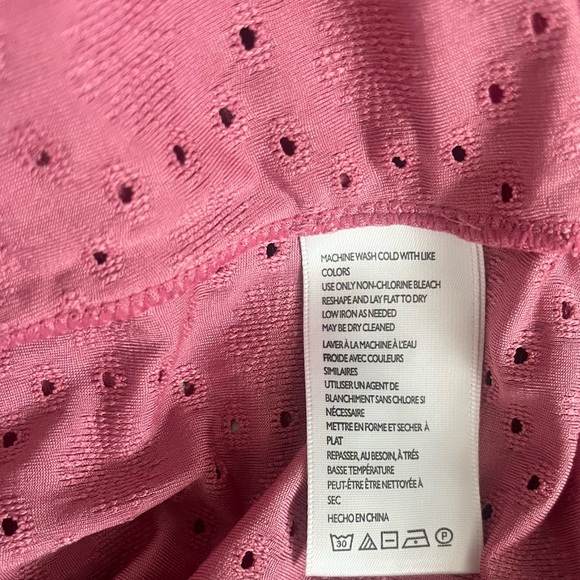 MACHINE WASH COLD WITH LIKE
COLORS
USE ONLY NON-CHLORINE BLEACH
RESHAPE AND LAY FLAT TO DRY
LOW IRON AS NEEDED
MAY BE DRY CLEANED
LAVER À LA MACHINE À L'EAU
FROIDE AVEC COULEURS
SIMILAIRES
UTILISER UN AGENT DE
BLANCHIMENT SANS CHLORE SI
NÉCESSAIRE
METTRE EN FORME ET SECHER À
PLAT
REPASSER, AU BESOIN, À TRÉS
BASSE TEMPÉRATURE
PEUT-ÊTRE ÊTRE NETTOYÉE À
SEC
HECHO EN CHINA
30 P